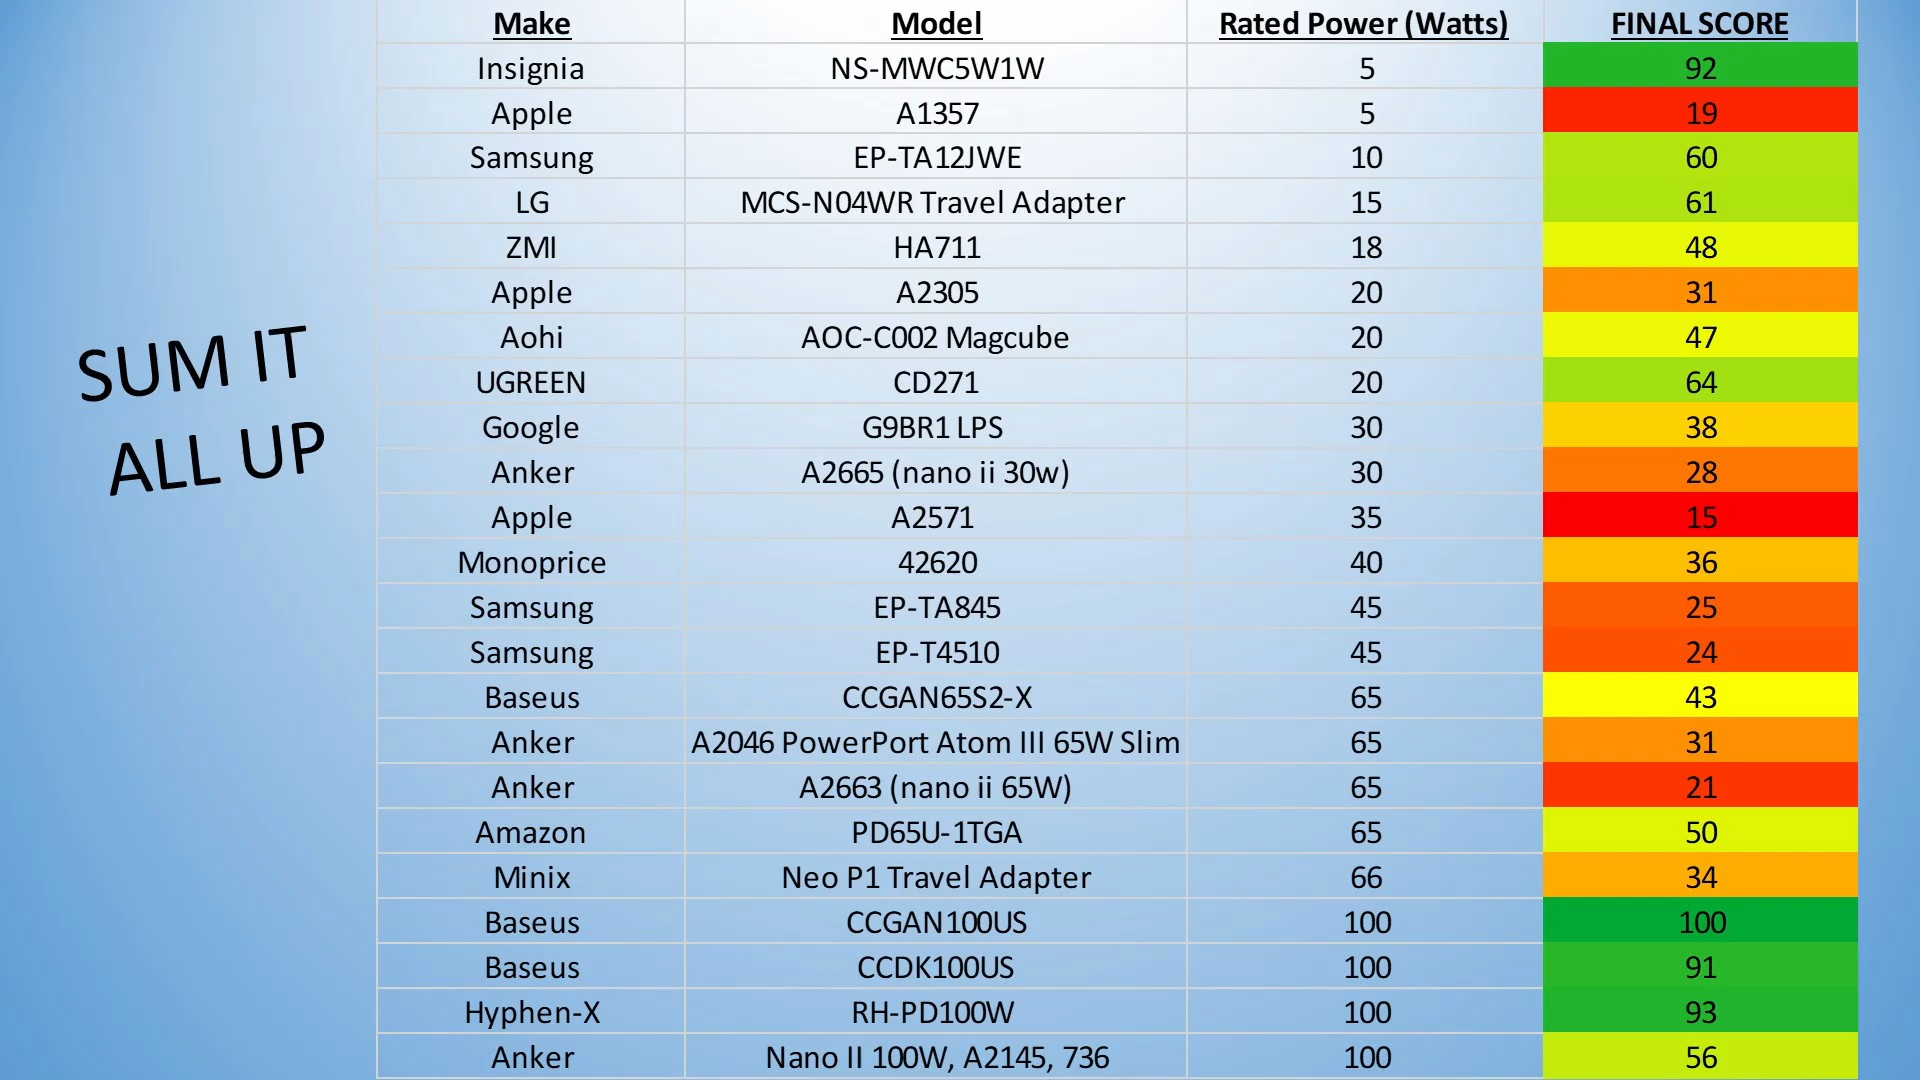 SUM IT
ALL UP
Make Model Rated Power (Watts) FINAL SCORE
Insignia NS-MWC5W1W 5 92
Apple A1357 5 19
Samsung EP-TA12JWE 10 60
LG MCS-N04WR Travel Adapter 15 61
ZMI HA711 18 48
Apple A2305 20 31
Aohi AOC-C002 Magcube 20 47
UGREEN CD271 20 64
Google G9BR1 LPS 30 38
Anker A2665 (nano ii 30w) 30 28
Apple A2571 35 15
Monoprice 42620 40 36
Samsung EP-TA845 45 25
Samsung EP-T4510 45 24
Baseus CCGAN65S2-X 65 43
Anker A2046 PowerPort Atom III 65W Slim 65 31
Anker A2663 (nano ii 65W) 65 21
Amazon PD65U-1TGA 65 50
Minix Neo P1 Travel Adapter 66 34
Baseus CCGAN100US 100 100
Baseus CCDK100US 100 91
Hyphen-X RH-PD100W 100 93
Anker Nano II 100W, A2145, 736 100 56